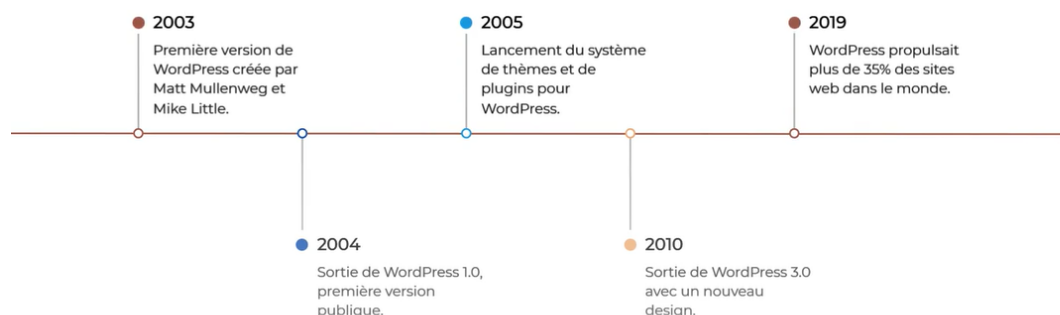 2003
Première version de
WordPress créée par
Matt Mullenweg et
Mike Little.
2005
Lancement du système
de thèmes et de
plugins pour
WordPress.
2019
WordPress propulsait
plus de 35% des sites
web dans le monde.
2004
Sortie de WordPress 1.0,
première version
publique.
2010
Sortie de WordPress 3.0
avec un nouveau
design.